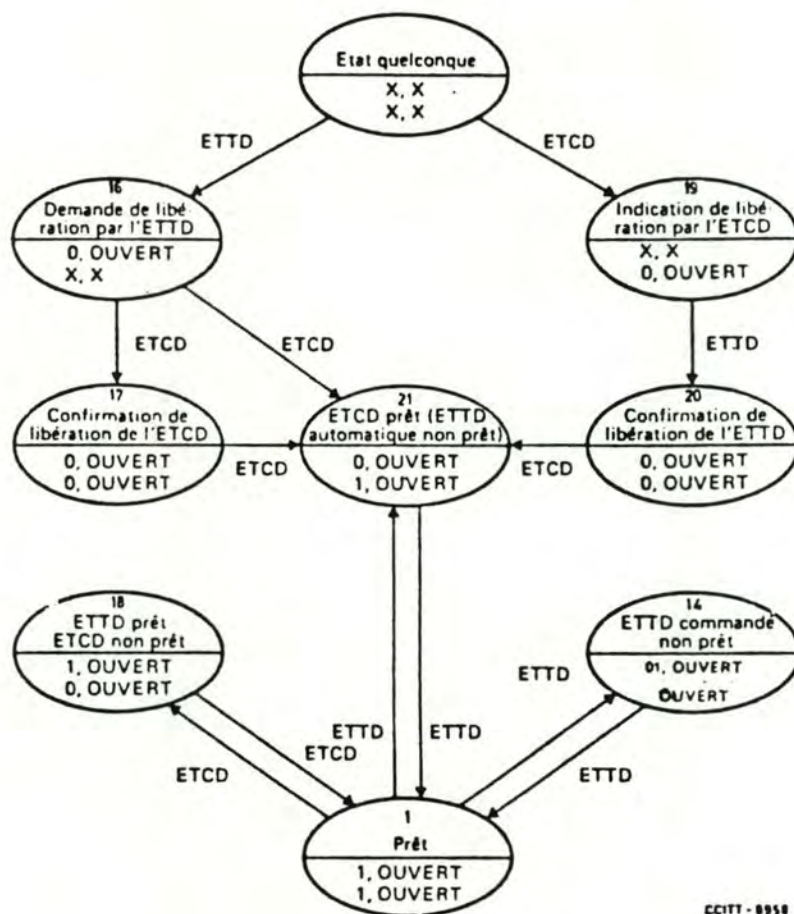 Etat quelconque
X, X
X, X
ETTD
ETCD
16
Demande de libé-
ration par l'ETTD
0, OUVERT
X, X
19
Indication de libé-
ration par l'ETCD
X, X
0, OUVERT
ETCD
ETCD
ETTD
17
Confirmation de
libération de l'ETCD
0, OUVERT
0, OUVERT
ETCD
21
ETCD prêt (ETTD
automatique non prêt)
0, OUVERT
1, OUVERT
ETCD
20
Confirmation de
libération de l'ETTD
0, OUVERT
0, OUVERT
18
ETTD prêt
ETCD non prêt
1, OUVERT
0, OUVERT
14
ETTD commandé
non prêt
01, OUVERT
OUVERT
ETCD
ETTD
ETCD
ETTD
ETTD
ETTD
1
Prêt
1, OUVERT
1, OUVERT
CCITT - 8958